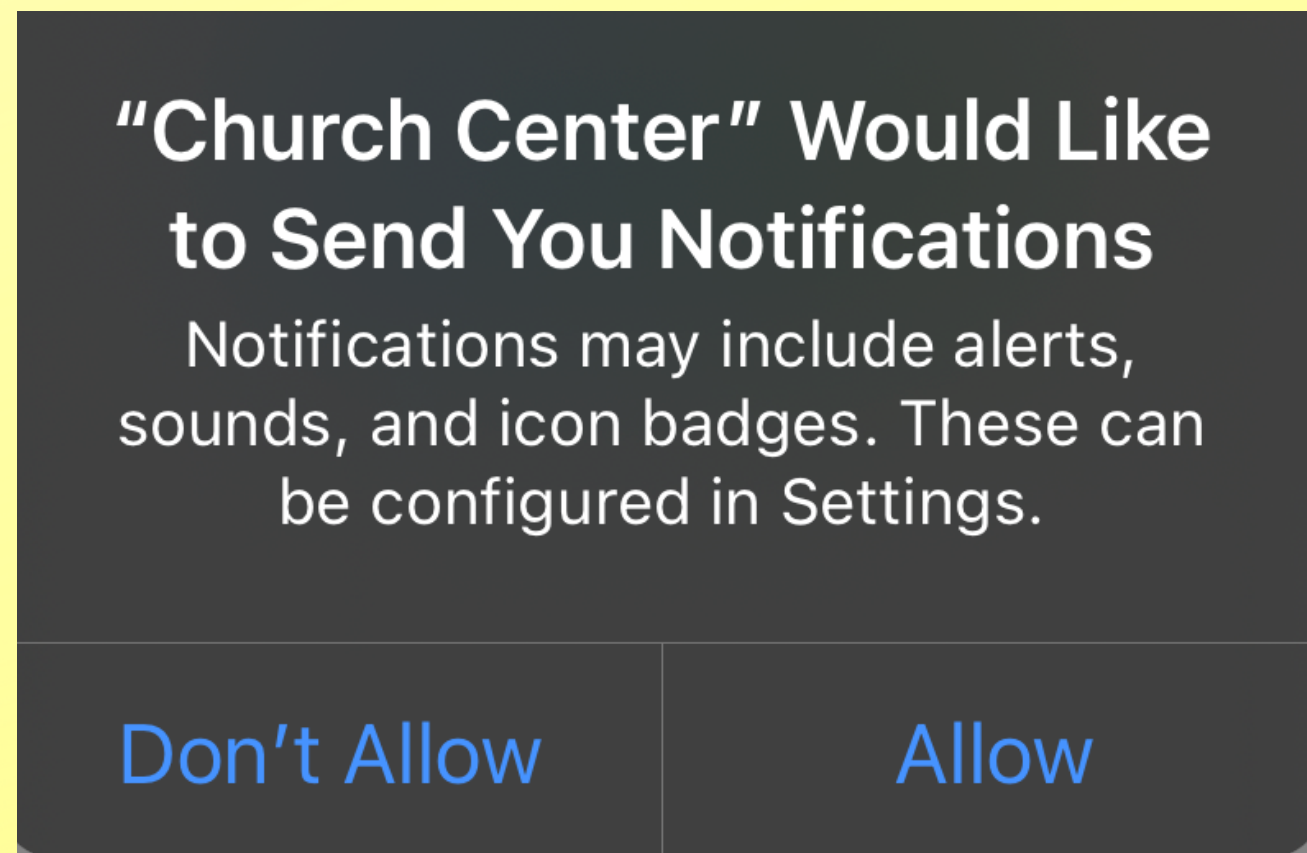 “Church Center” Would Like
to Send You Notifications
Notifications may include alerts,
sounds, and icon badges. These can
be configured in Settings.
Don’t Allow
Allow